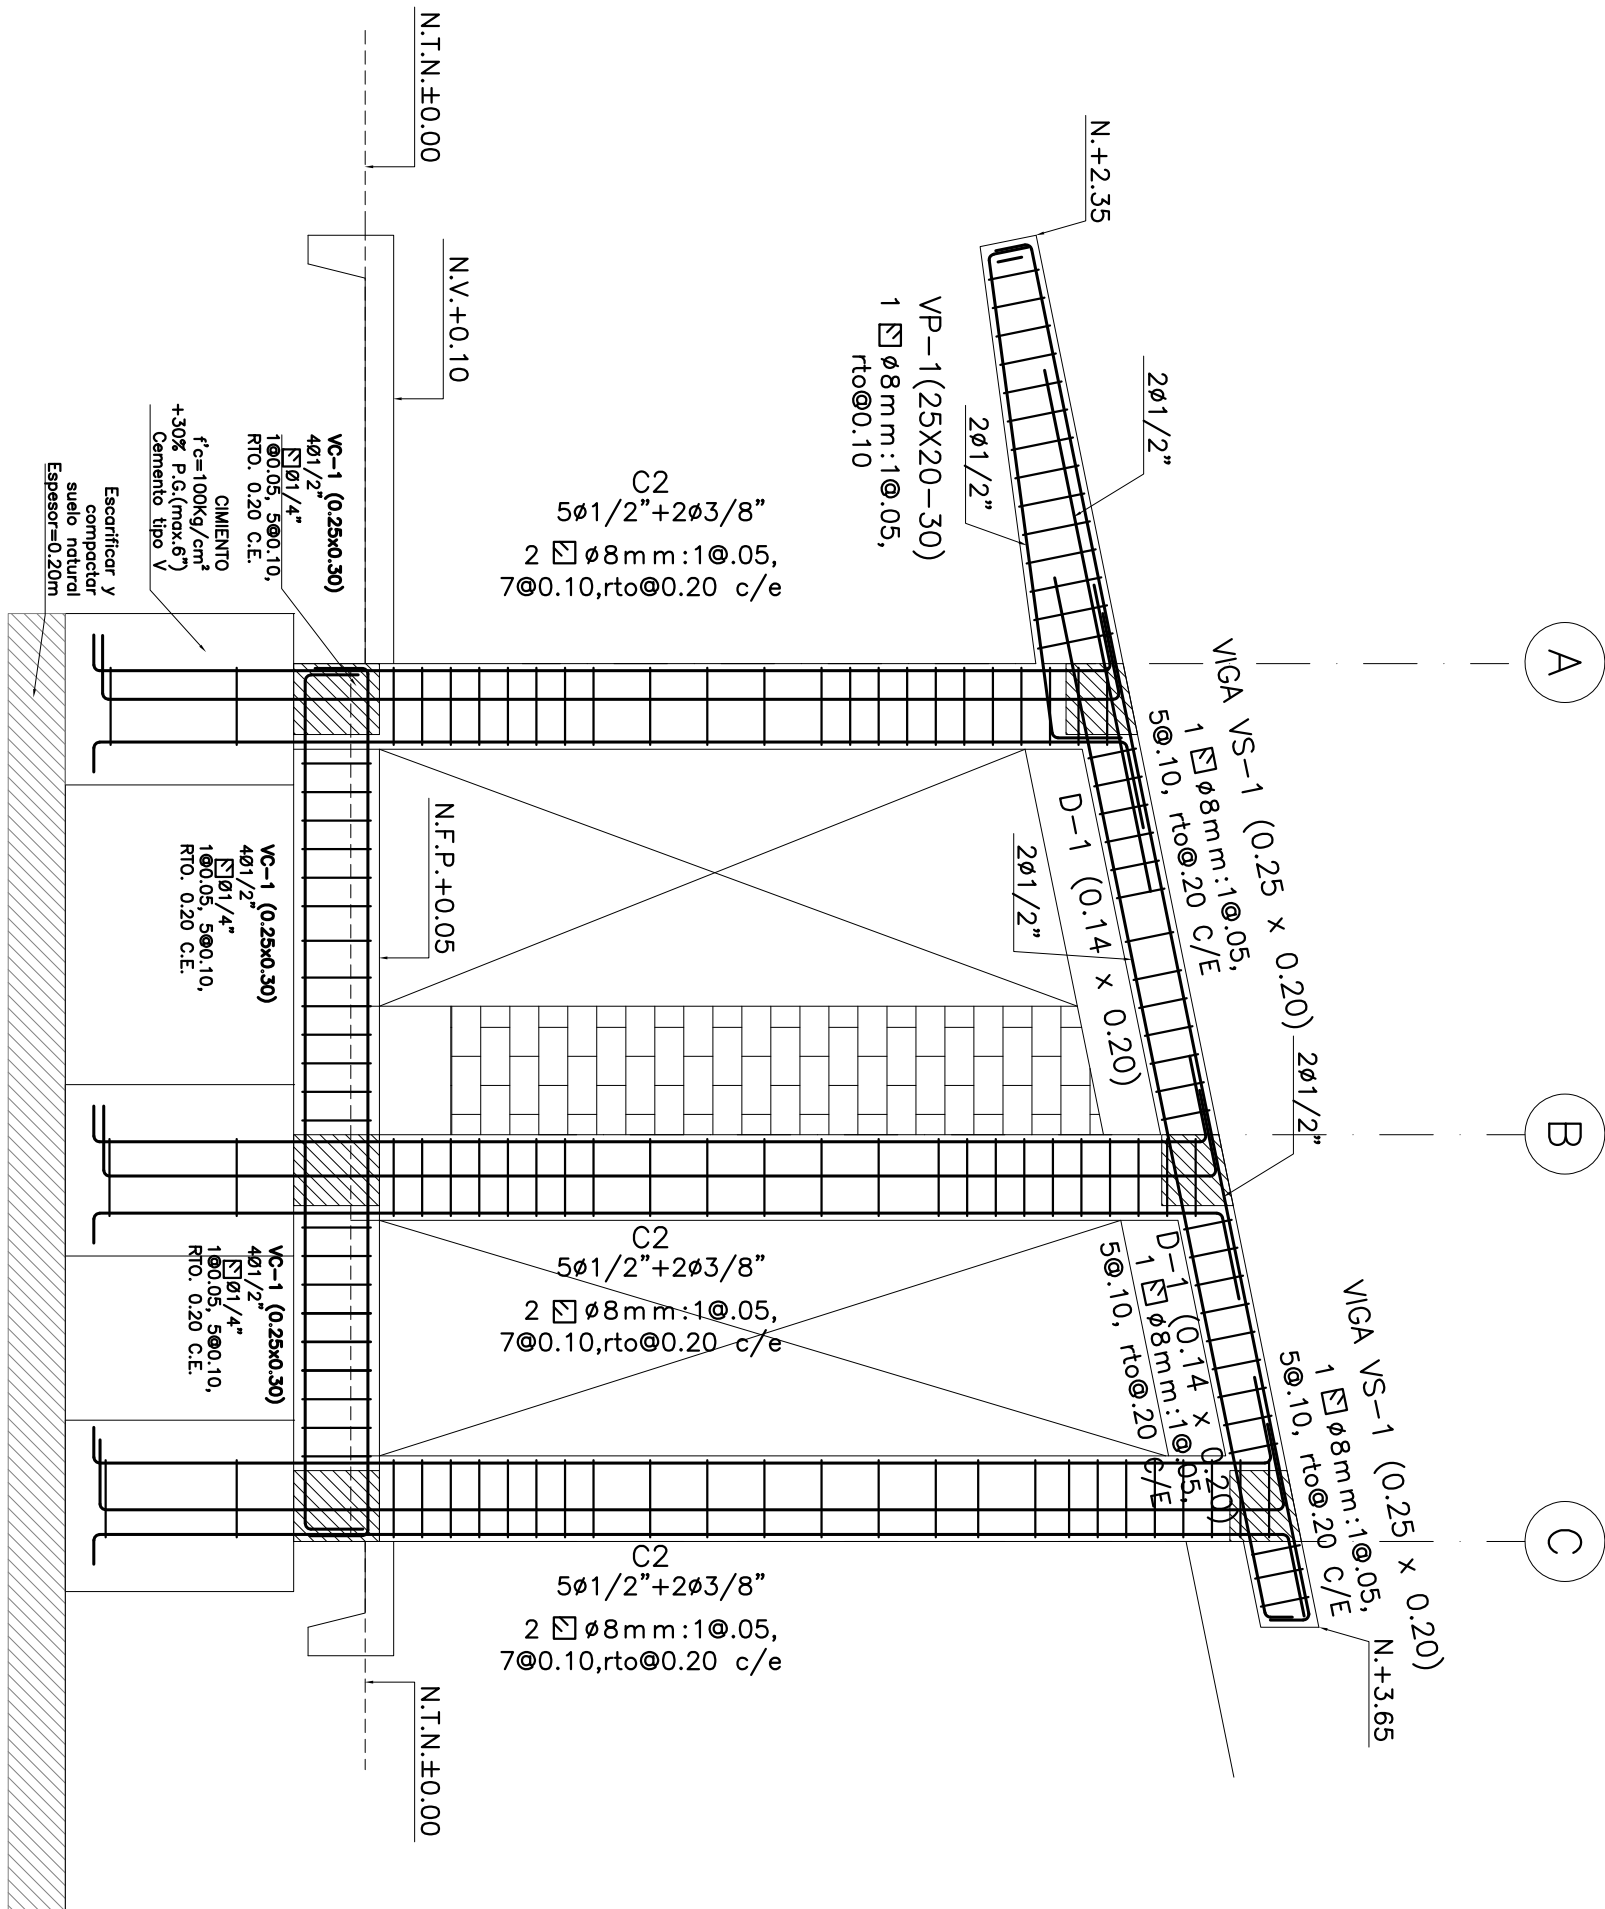 A
B
C
N.+2.35
2ø1/2”
2ø1/2”
VP-1(25X20-30)
1 ø8mm:1@.05,
rto@0.10
VIGA VS-1 (0.25 x 0.20)
1 ø8mm:1@.05,
5@.10, rto@.20 C/E
2ø1/2”
D-1 (0.14 x 0.20)
2ø1/2”
VIGA VS-1 (0.25 x 0.20)
1 ø8mm:1@.05,
5@.10, rto@.20 C/E
N.+3.65
D-1 (0.14 x 0.20)
1 ø8mm:1@.05,
5@.10, rto@.20 C/E
C2
5ø1/2”+2ø3/8”
2 ø8mm:1@.05,
7@0.10,rto@0.20 c/e
C2
5ø1/2”+2ø3/8”
2 ø8mm:1@.05,
7@0.10,rto@0.20 c/e
C2
5ø1/2”+2ø3/8”
2 ø8mm:1@.05,
7@0.10,rto@0.20 c/e
N.T.N.±0.00
N.V.+0.10
N.F.P.+0.05
N.T.N.±0.00
VC-1 (0.25x0.30)
4Ø1/2”
Ø1/4”
1@0.05, 5@0.10,
RTO. 0.20 C.E.
CIMIENTO
f'c=100Kg/cm²
+30% P.G.(max.6”)
Cemento tipo V
Escarificar y
compactar
suelo natural
Espesor=0.20m
VC-1 (0.25x0.30)
4Ø1/2”
Ø1/4”
1@0.05, 5@0.10,
RTO. 0.20 C.E.
VC-1 (0.25x0.30)
4Ø1/2”
Ø1/4”
1@0.05, 5@0.10,
RTO. 0.20 C.E.